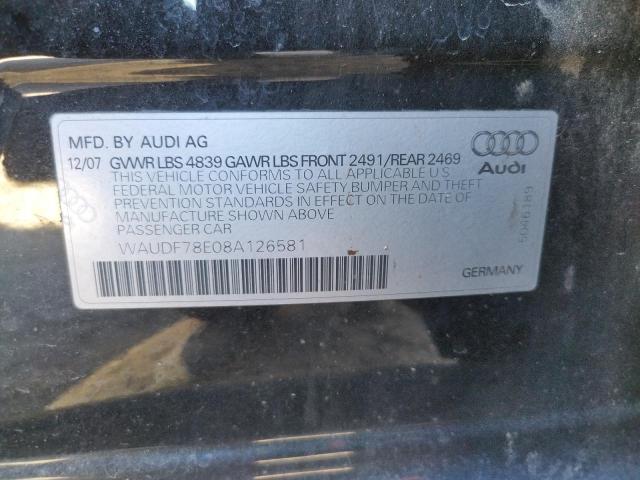 MFD. BY AUDI AG
12/07 GVWR LBS 4839 GAWR LBS FRONT 2491/REAR 2469
THIS VEHICLE CONFORMS TO ALL APPLICABLE U S
FEDERAL MOTOR VEHICLE SAFETY BUMPER AND THEFT
PREVENTION STANDARDS IN EFFECT ON THE DATE OF
MANUFACTURE SHOWN ABOVE
PASSENGER CAR
WAUDF78E08A126581
Audi
5046189
GERMANY